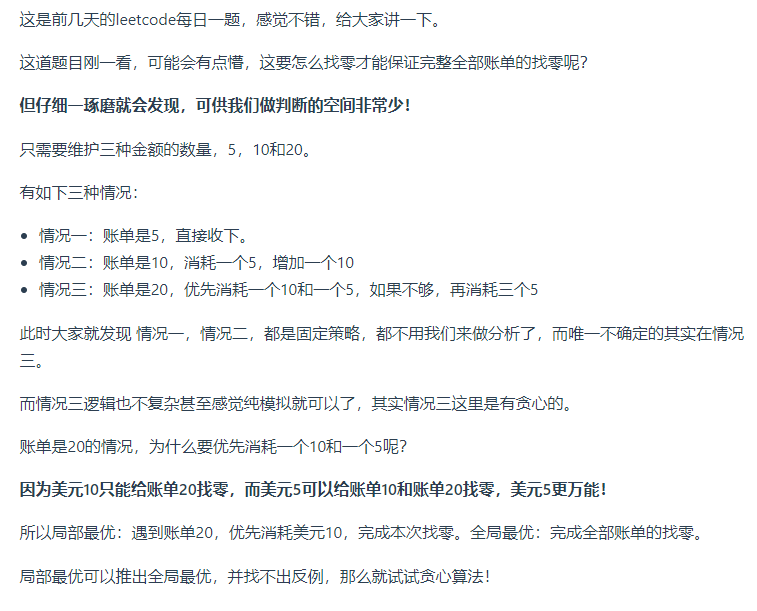 这是前几天的leetcode每日一题，感觉不错，给大家讲一下。
这道题目刚一看，可能会有点懵，这要怎么找零才能保证完整全部账单的找零呢？
但仔细一琢磨就会发现，可供我们做判断的空间非常少！
只需要维护三种金额的数量，5，10和20。
有如下三种情况：
• 情况一：账单是5，直接收下。
• 情况二：账单是10，消耗一个5，增加一个10
• 情况三：账单是20，优先消耗一个10和一个5，如果不够，再消耗三个5
此时大家就发现 情况一，情况二，都是固定策略，都不用我们来做分析了，而唯一不确定的其实在情况
三。
而情况三逻辑也不复杂甚至感觉纯模拟就可以了，其实情况三这里是有贪心的。
账单是20的情况，为什么要优先消耗一个10和一个5呢？
因为美元10只能给账单20找零，而美元5可以给账单10和账单20找零，美元5更万能！
所以局部最优：遇到账单20，优先消耗美元10，完成本次找零。全局最优：完成全部账单的找零。
局部最优可以推出全局最优，并找不出反例，那么就试试贪心算法！